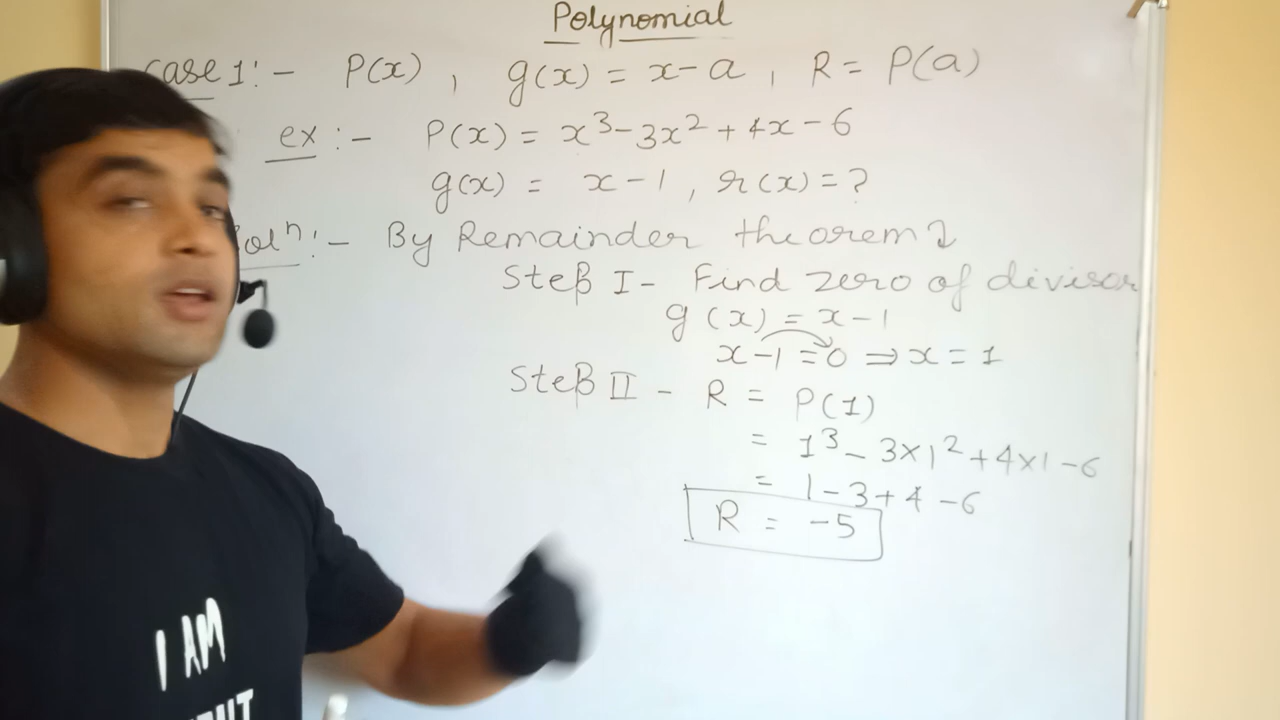 Polynomial
case 1:- P(x), g(x) = x-a, R = P(a)
ex:- P(x) = x³-3x²+4x-6
g(x) = x-1, r(x)=?
Solⁿ:- By Remainder theorem
Step I- Find zero of divisor
g(x) = x-1
x-1=0 ⇒ x=1
Step II- R = P(1)
= 1³-3×1²+4×1-6
= 1-3+4-6
R = -5
I AM